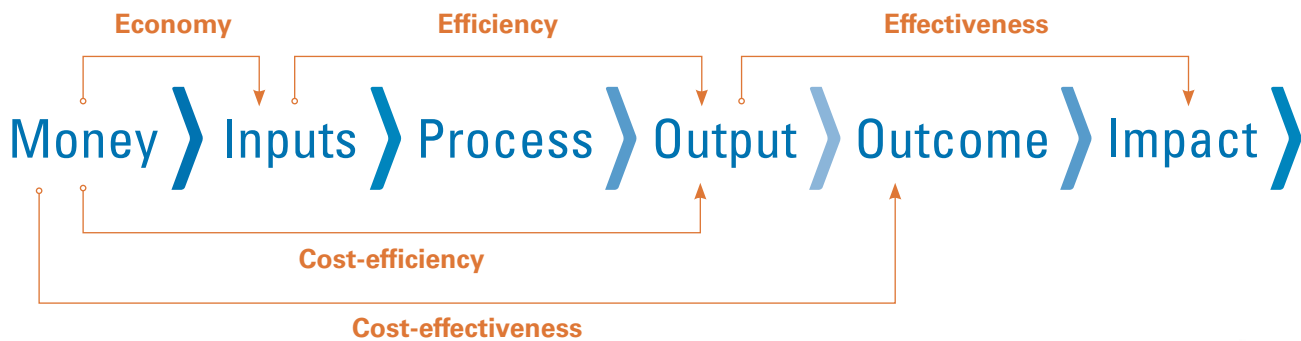 Economy Efficiency Effectiveness
Money Inputs Process Output Outcome Impact
Cost-efficiency
Cost-effectiveness